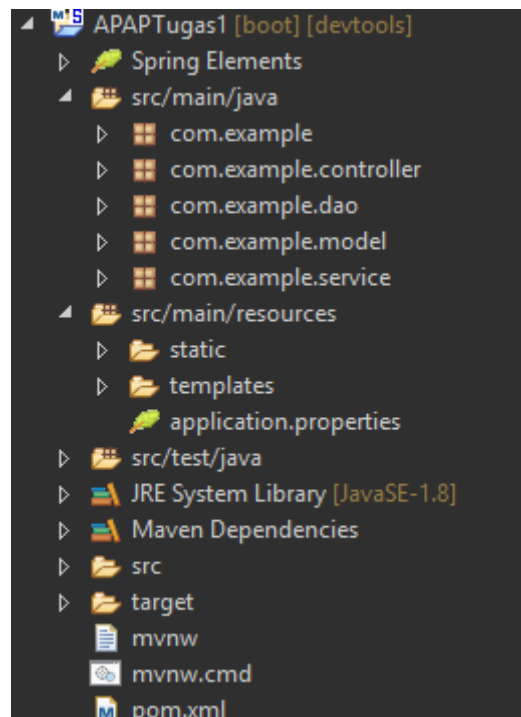 APAPTugas1 [boot] [devtools]
Spring Elements
src/main/java
com.example
com.example.controller
com.example.dao
com.example.model
com.example.service
src/main/resources
static
templates
application.properties
src/test/java
JRE System Library [JavaSE-1.8]
Maven Dependencies
src
target
mvnw
mvnw.cmd
pom.xml